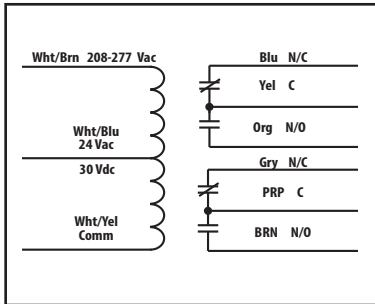 Wht/Brn 208-277 Vac
Wht/Blu
24 Vac
30 Vdc
Wht/Yel
Comm
Blu N/C
Yel C
Org N/O
Gry N/C
PRP C
BRN N/O